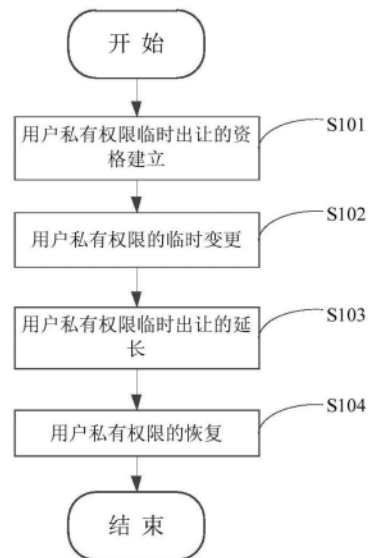 开 始
用户私有权限临时出让的资
格建立
S101
用户私有权限的临时变更
S102
用户私有权限临时出让的延
长
S103
用户私有权限的恢复
S104
结 束